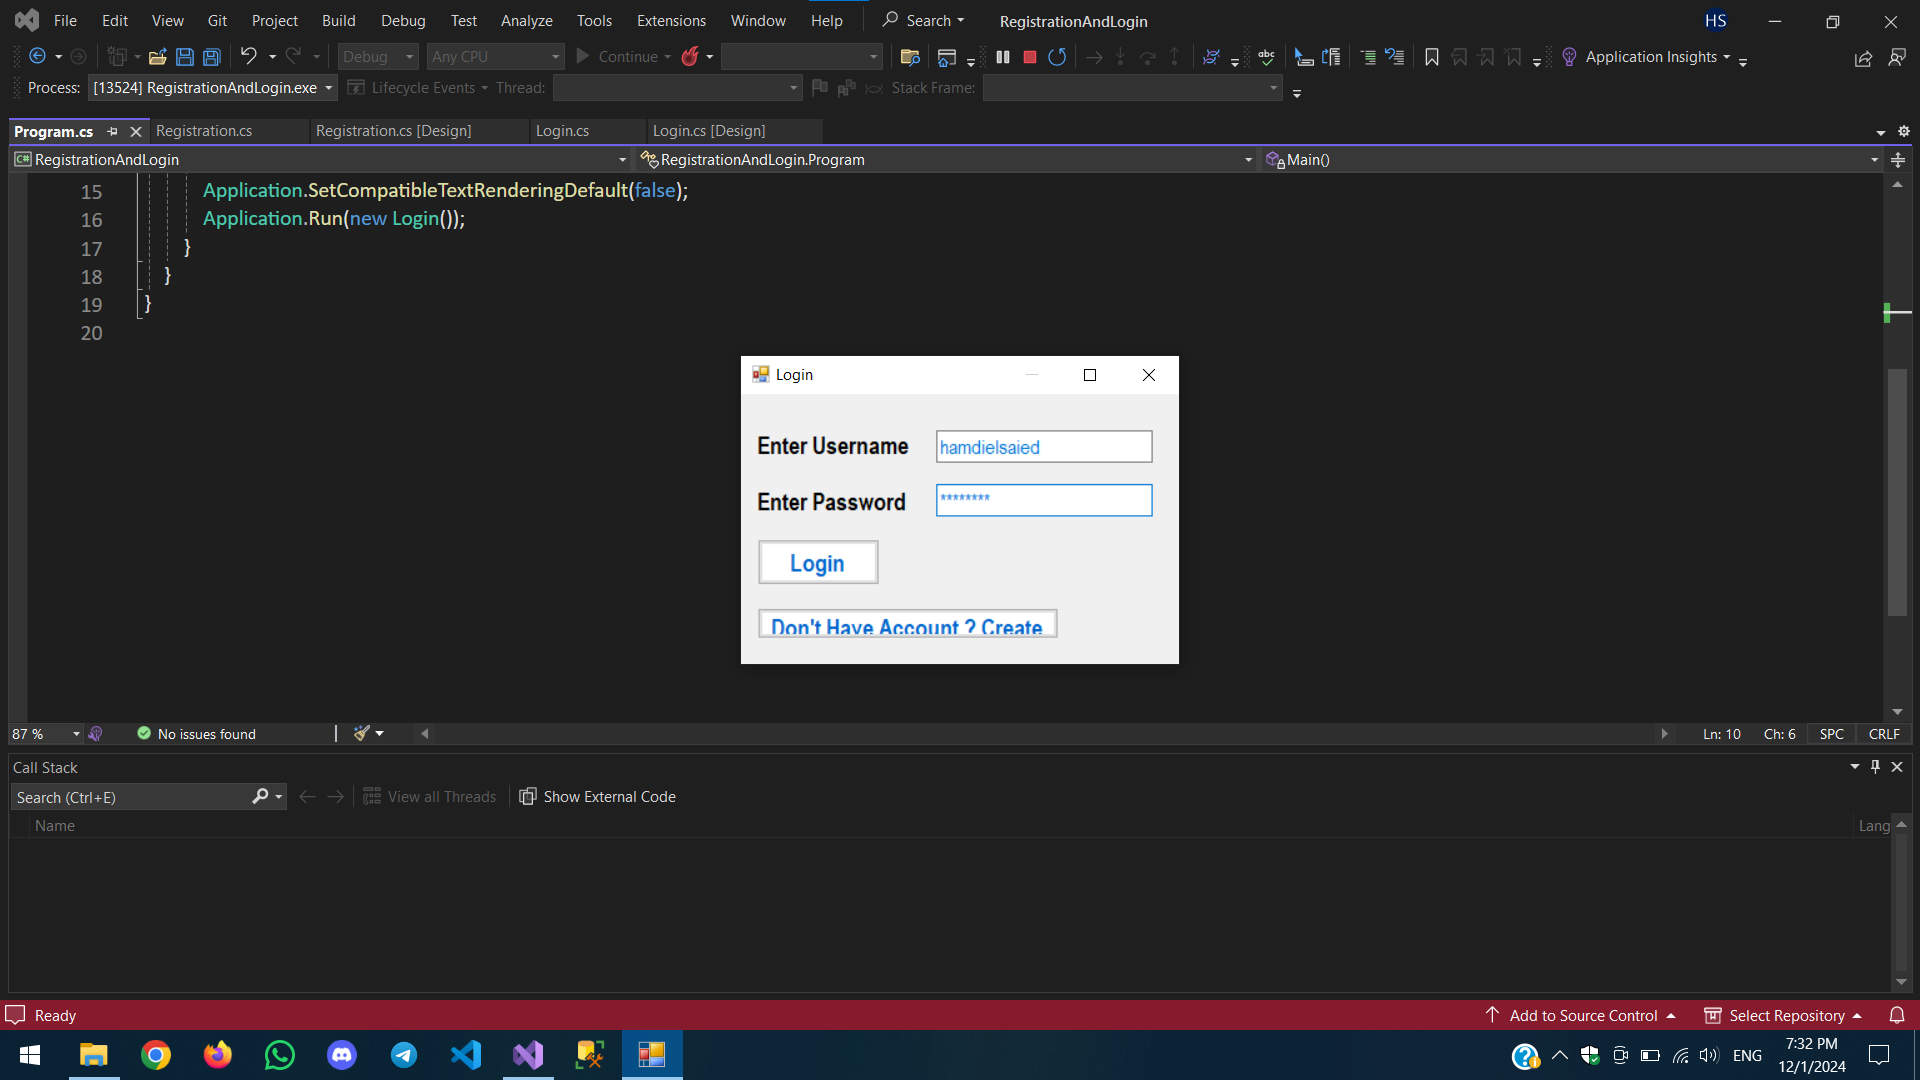 File Edit View Git Project Build Debug Test Analyze Tools Extensions Window Help Search RegistrationAndLogin HS
Debug Any CPU Continue Application Insights
Process: [13524] RegistrationAndLogin.exe Lifecycle Events Thread: Stack Frame:
Program.cs Registration.cs Registration.cs [Design] Login.cs Login.cs [Design]
C# RegistrationAndLogin RegistrationAndLogin.Program Main()
15 Application.SetCompatibleTextRenderingDefault(false);
16 Application.Run(new Login());
17 }
18 }
19 }
20
Login
Enter Username hamdielsaied
Enter Password ********
Login
Don't Have Account ? Create
87 % No issues found Ln: 10 Ch: 6 SPC CRLF
Call Stack
Search (Ctrl+E) View all Threads Show External Code
Name Lang
Ready Add to Source Control Select Repository
ENG 7:32 PM
12/1/2024